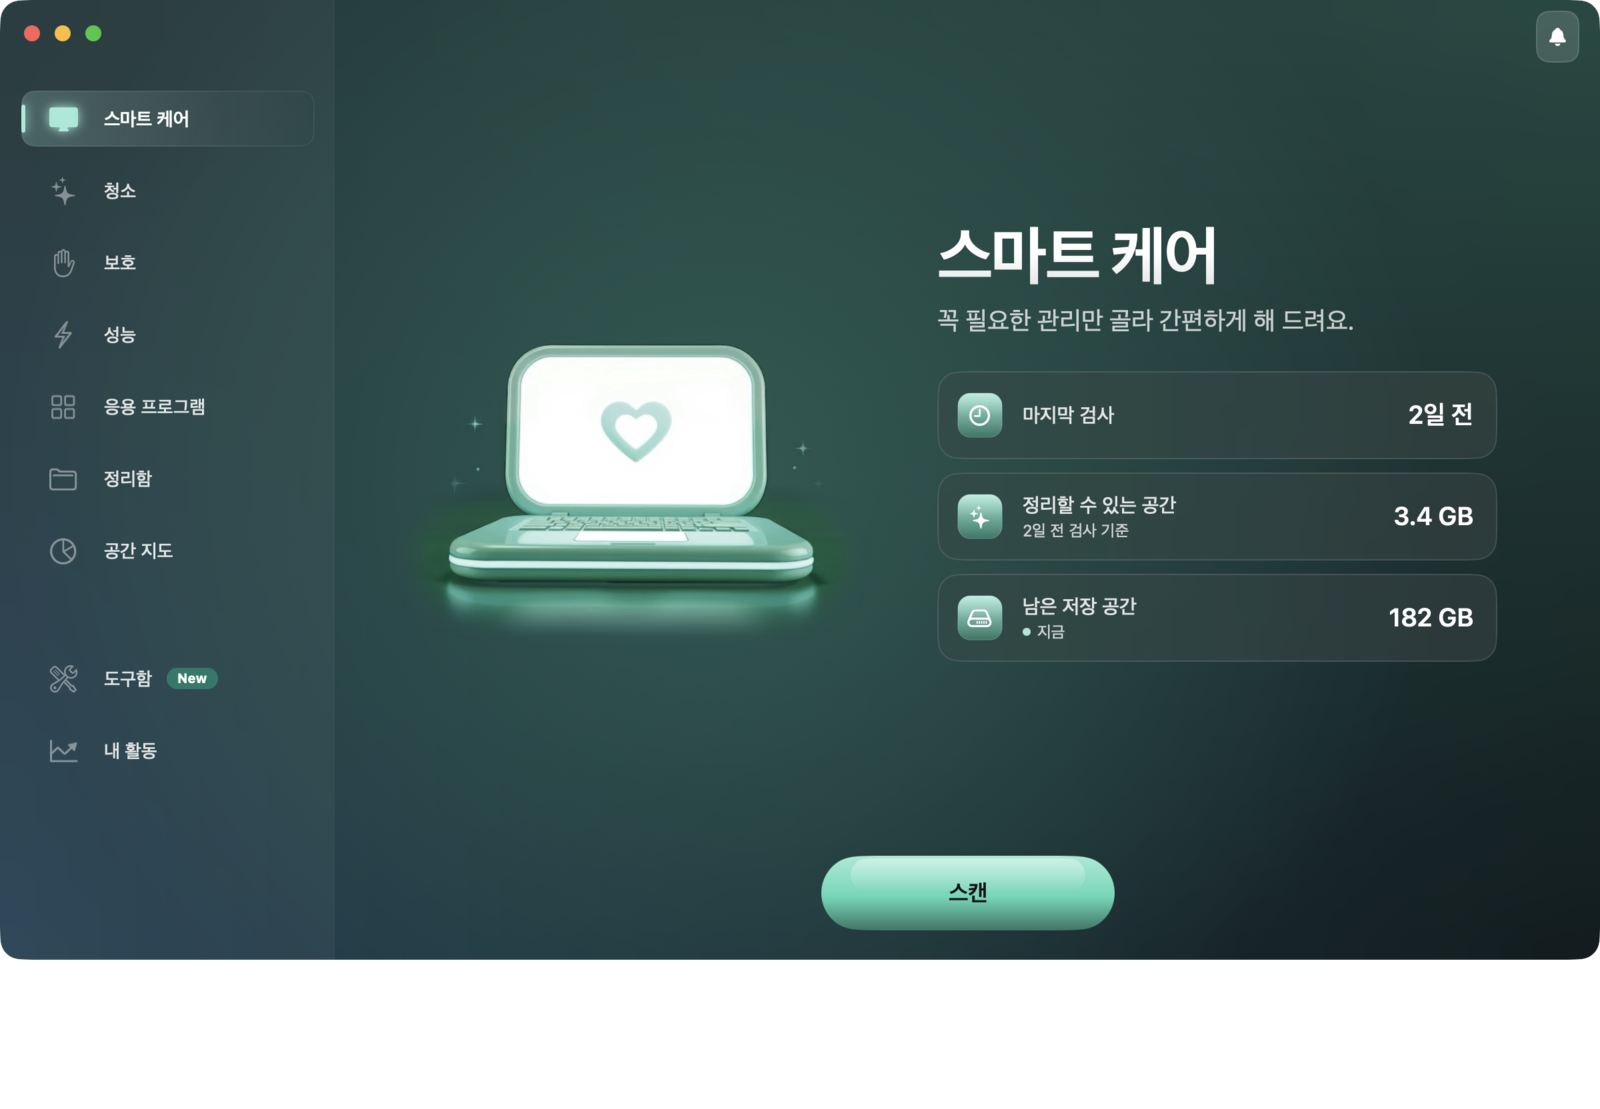 스마트 케어
청소
보호
성능
응용 프로그램
정리함
공간 지도
도구함 New
내 활동
스마트 케어
꼭 필요한 관리만 골라 간편하게 해 드려요.
마지막 검사 2일 전
정리할 수 있는 공간 3.4 GB
2일 전 검사 기준
남은 저장 공간 182 GB
지금
스캔